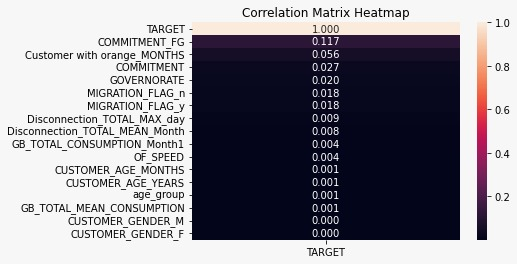 Correlation Matrix Heatmap
TARGET 1.000
COMMITMENT_FG 0.117
Customer with orange_MONTHS 0.056
COMMITMENT 0.027
GOVERNORATE 0.020
MIGRATION_FLAG_n 0.018
MIGRATION_FLAG_y 0.018
Disconnection_TOTAL_MAX_day 0.009
Disconnection_TOTAL_MEAN_Month 0.008
GB_TOTAL_CONSUMPTION_Month1 0.004
OF_SPEED 0.004
CUSTOMER_AGE_MONTHS 0.001
CUSTOMER_AGE_YEARS 0.001
age_group 0.001
GB_TOTAL_MEAN_CONSUMPTION 0.001
CUSTOMER_GENDER_M 0.000
CUSTOMER_GENDER_F 0.000
TARGET
1.0
0.8
0.6
0.4
0.2